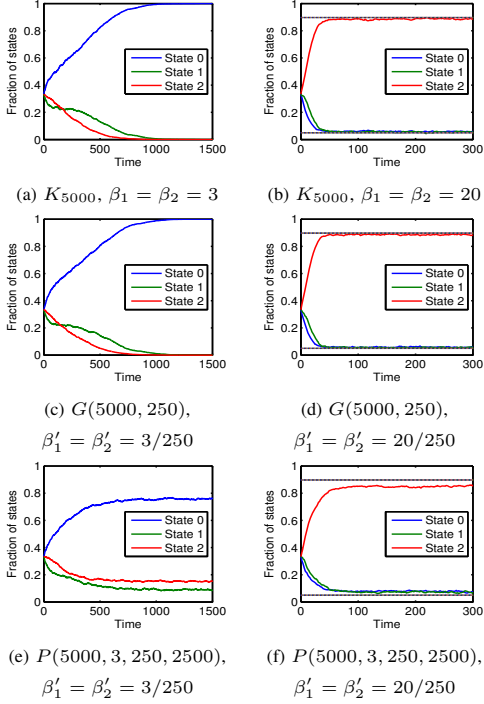 1
0.8
0.6
0.4
0.2
0
Fraction of states
State 0
State 1
State 2
0 500 1000 1500
Time
(a) K5000, β1 = β2 = 3
1
0.8
0.6
0.4
0.2
0
Fraction of states
State 0
State 1
State 2
0 100 200 300
Time
(b) K5000, β1 = β2 = 20
1
0.8
0.6
0.4
0.2
0
Fraction of states
State 0
State 1
State 2
0 500 1000 1500
Time
(c) G(5000, 250),
β′1 = β′2 = 3/250
1
0.8
0.6
0.4
0.2
0
Fraction of states
State 0
State 1
State 2
0 100 200 300
Time
(d) G(5000, 250),
β′1 = β′2 = 20/250
1
0.8
0.6
0.4
0.2
0
Fraction of states
State 0
State 1
State 2
0 500 1000 1500
Time
(e) P(5000, 3, 250, 2500),
β′1 = β′2 = 3/250
1
0.8
0.6
0.4
0.2
0
Fraction of states
State 0
State 1
State 2
0 100 200 300
Time
(f) P(5000, 3, 250, 2500),
β′1 = β′2 = 20/250